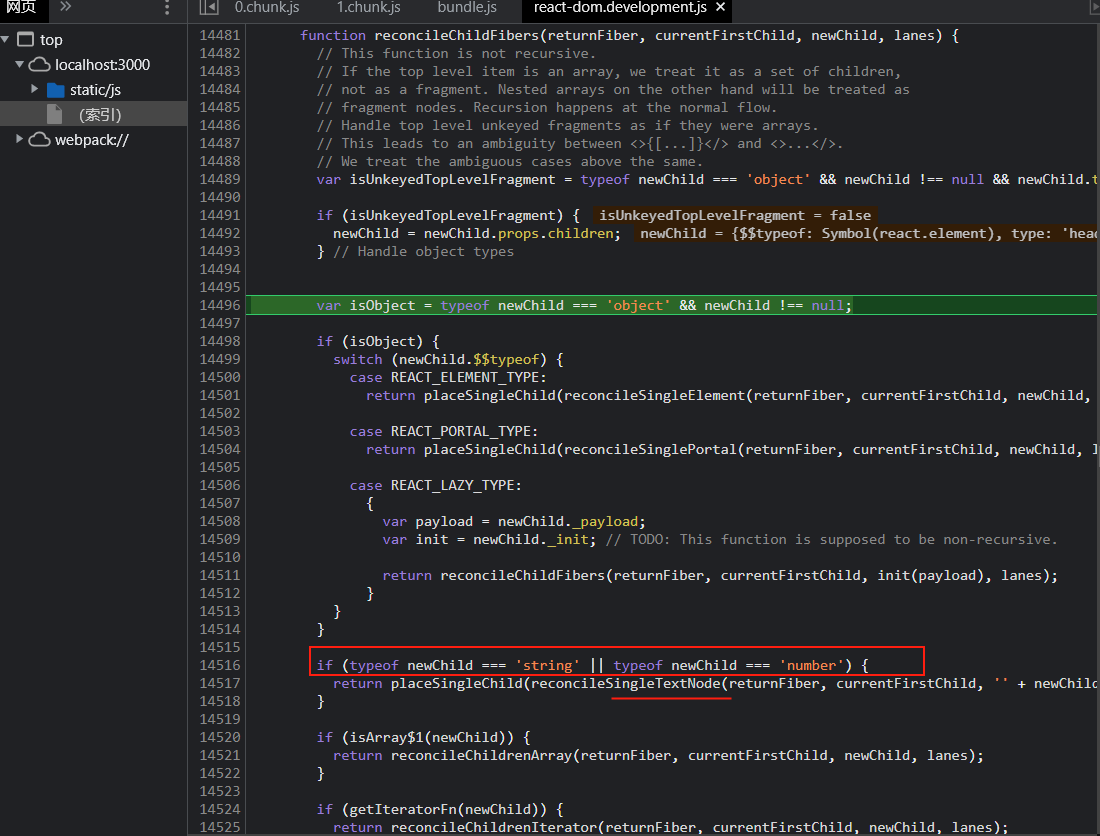 网页
0.chunk.js 1.chunk.js bundle.js react-dom.development.js ×
top
localhost:3000
static/js
(索引)
webpack://
14481 function reconcileChildFibers(returnFiber, currentFirstChild, newChild, lanes) {
14482 // This function is not recursive.
14483 // If the top level item is an array, we treat it as a set of children,
14484 // not as a fragment. Nested arrays on the other hand will be treated as
14485 // fragment nodes. Recursion happens at the normal flow.
14486 // Handle top level unkeyed fragments as if they were arrays.
14487 // This leads to an ambiguity between <>{[...]}</> and <>...</>.
14488 // We treat the ambiguous cases above the same.
14489 var isUnkeyedTopLevelFragment = typeof newChild === 'object' && newChild !== null && newChild.t
14490
14491 if (isUnkeyedTopLevelFragment) { isUnkeyedTopLevelFragment = false
14492 newChild = newChild.props.children; newChild = {$$typeof: Symbol(react.element), type: 'head
14493 } // Handle object types
14494
14495
14496 var isObject = typeof newChild === 'object' && newChild !== null;
14497
14498 if (isObject) {
14499 switch (newChild.$$typeof) {
14500 case REACT_ELEMENT_TYPE:
14501 return placeSingleChild(reconcileSingleElement(returnFiber, currentFirstChild, newChild,
14502
14503 case REACT_PORTAL_TYPE:
14504 return placeSingleChild(reconcileSinglePortal(returnFiber, currentFirstChild, newChild, l
14505
14506 case REACT_LAZY_TYPE:
14507 {
14508 var payload = newChild._payload;
14509 var init = newChild._init; // TODO: This function is supposed to be non-recursive.
14510
14511 return reconcileChildFibers(returnFiber, currentFirstChild, init(payload), lanes);
14512 }
14513 }
14514 }
14515
14516 if (typeof newChild === 'string' || typeof newChild === 'number') {
14517 return placeSingleChild(reconcileSingleTextNode(returnFiber, currentFirstChild, '' + newChild
14518 }
14519
14520 if (isArray$1(newChild)) {
14521 return reconcileChildrenArray(returnFiber, currentFirstChild, newChild, lanes);
14522 }
14523
14524 if (getIteratorFn(newChild)) {
14525 return reconcileChildrenIterator(returnFiber, currentFirstChild, newChild, lanes);